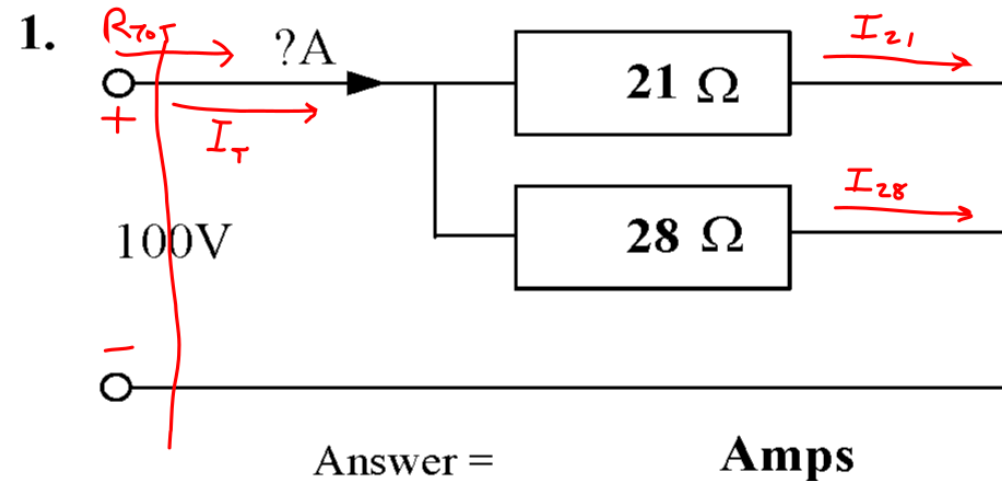 1.
R_TOT
?A
I_T
+
100V
−
21 Ω
I_21
28 Ω
I_28
Answer =
Amps